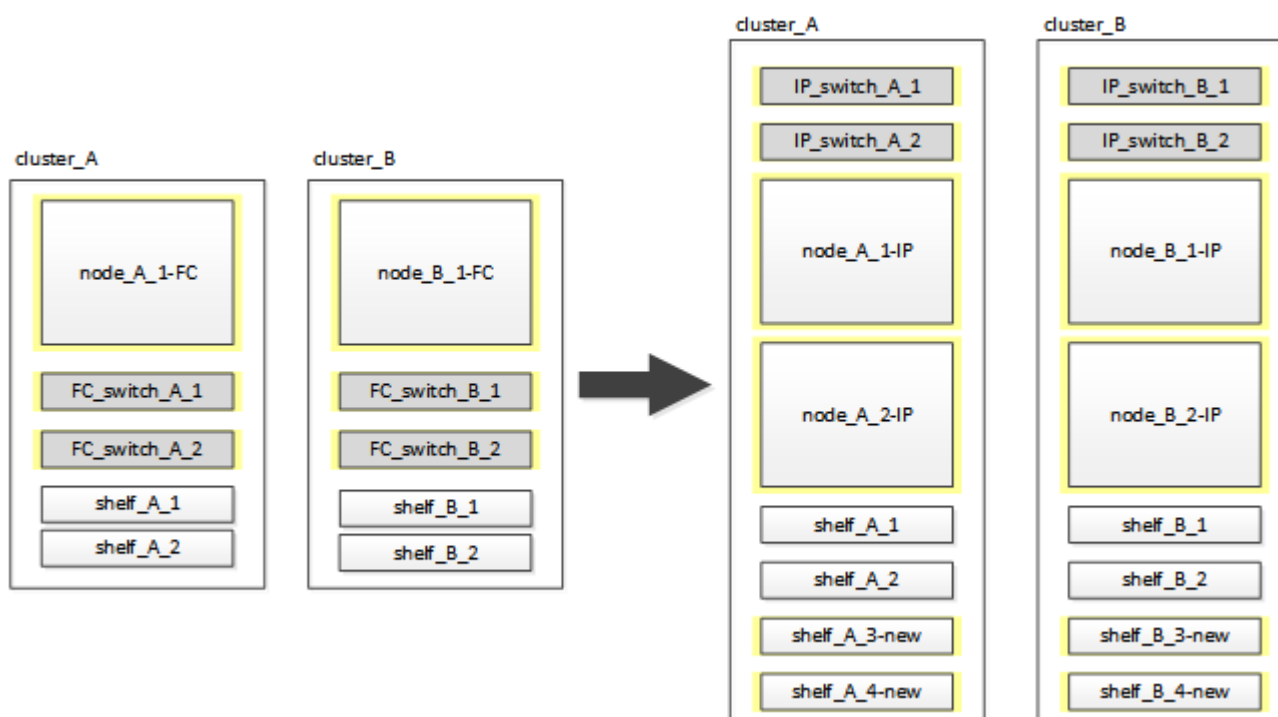 cluster_A
node_A_1-FC
FC_switch_A_1
FC_switch_A_2
shelf_A_1
shelf_A_2
cluster_B
node_B_1-FC
FC_switch_B_1
FC_switch_B_2
shelf_B_1
shelf_B_2
cluster_A
IP_switch_A_1
IP_switch_A_2
node_A_1-IP
node_A_2-IP
shelf_A_1
shelf_A_2
shelf_A_3-new
shelf_A_4-new
cluster_B
IP_switch_B_1
IP_switch_B_2
node_B_1-IP
node_B_2-IP
shelf_B_1
shelf_B_2
shelf_B_3-new
shelf_B_4-new